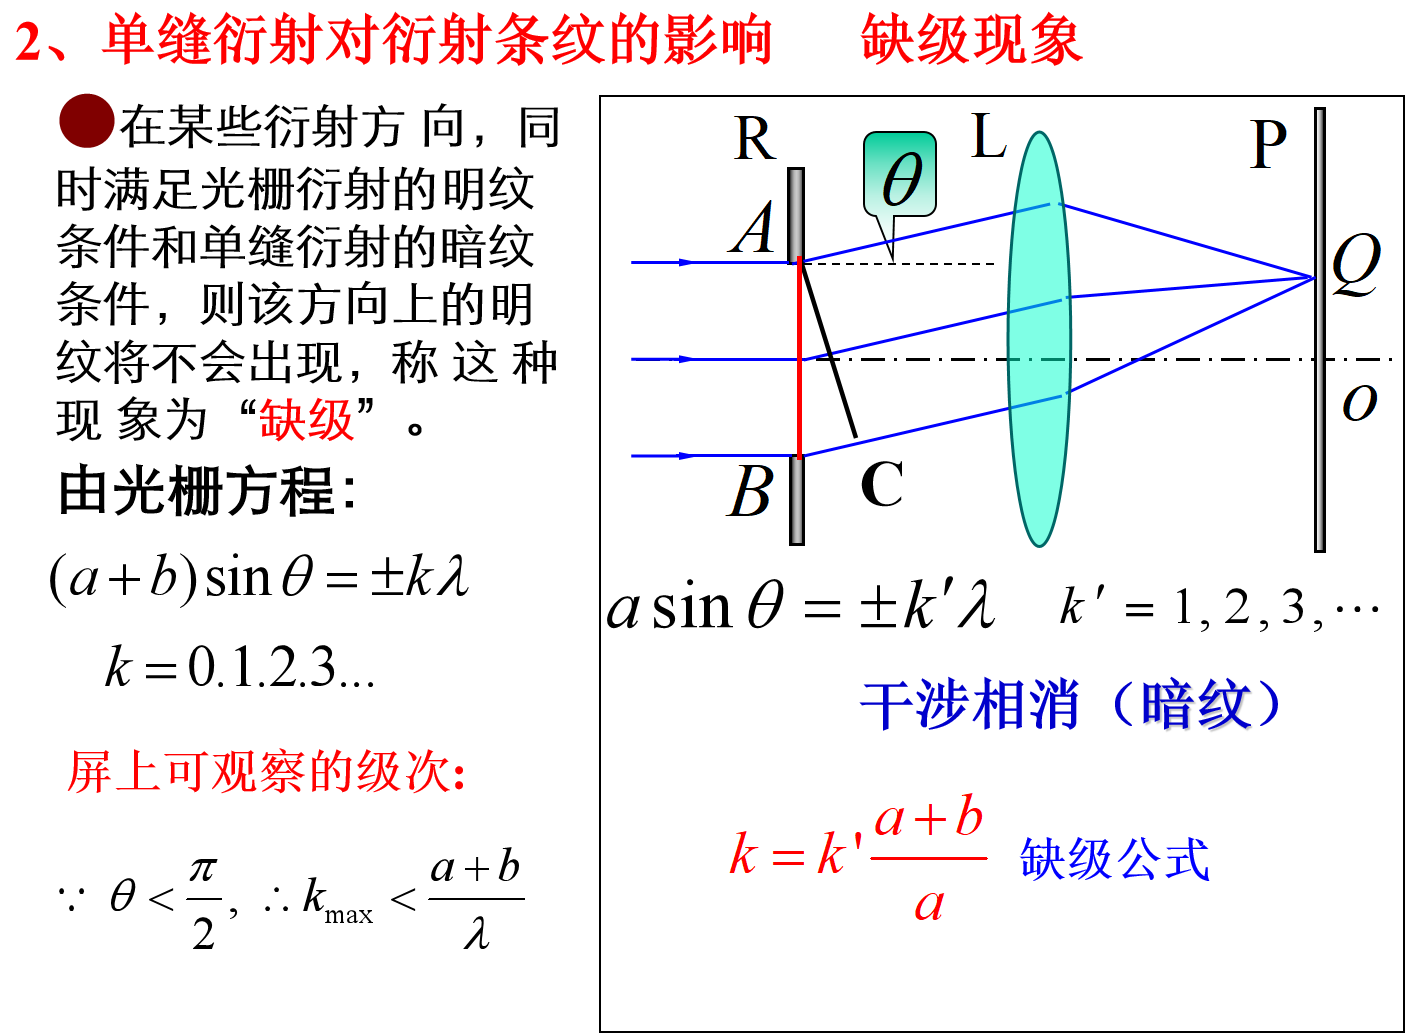 2、单缝衍射对衍射条纹的影响 缺级现象
在某些衍射方 向，同
时满足光栅衍射的明纹
条件和单缝衍射的暗纹
条件，则该方向上的明
纹将不会出现，称 这 种
现 象为 “缺级” 。
由光栅方程：
(a+b)sinθ=±kλ
k=0.1.2.3...
屏上可观察的级次:
∵ θ<π/2, ∴k_max<(a+b)/λ
R
θ
L
P
A
Q
o
B
C
a sin θ = ±k′λ k′ = 1, 2, 3, ⋯
干涉相消（暗纹）
k = k' (a+b)/a 缺级公式